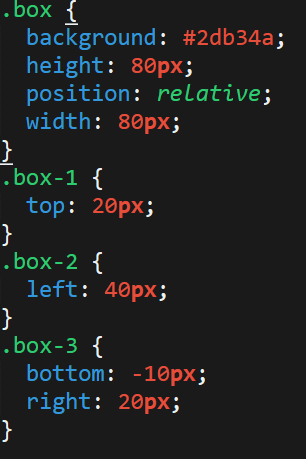 .box {
  background: #2db34a;
  height: 80px;
  position: relative;
  width: 80px;
}
.box-1 {
  top: 20px;
}
.box-2 {
  left: 40px;
}
.box-3 {
  bottom: -10px;
  right: 20px;
}